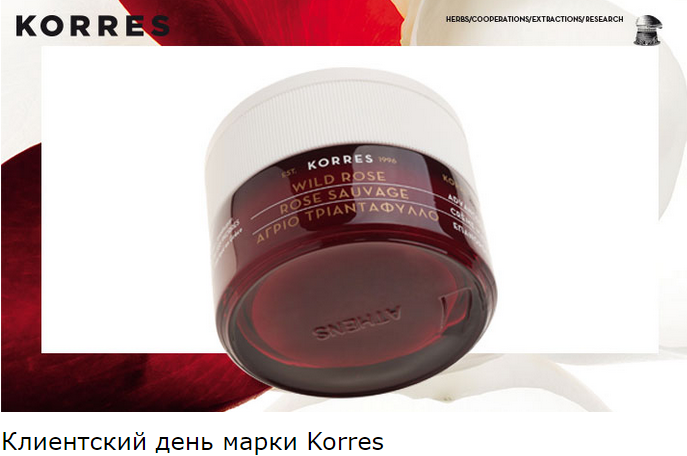 KORRES
HERBS/COOPERATIONS/EXTRACTIONS/RESEARCH
EST. KORRES 1996
WILD ROSE
ROSE SAUVAGE
ΑΓΡΙΟ ΤΡΙΑΝΤΑΦΥΛΛΟ
ATHENS
Клиентский день марки Korres